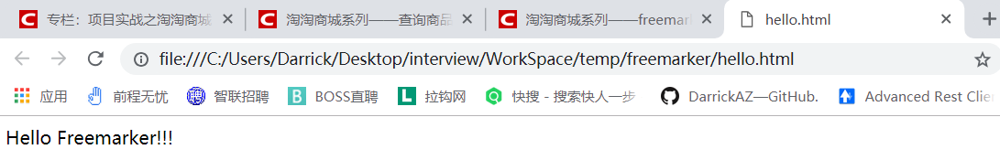 专栏：项目实战之淘淘商城 淘淘商城系列——查询商品 淘淘商城系列——freemar hello.html
file:///C:/Users/Darrick/Desktop/interview/WorkSpace/temp/freemarker/hello.html
应用 前程无忧 智联招聘 BOSS直聘 拉钩网 快搜 - 搜索快人一步 DarrickAZ—GitHub. Advanced Rest Clie
Hello Freemarker!!!